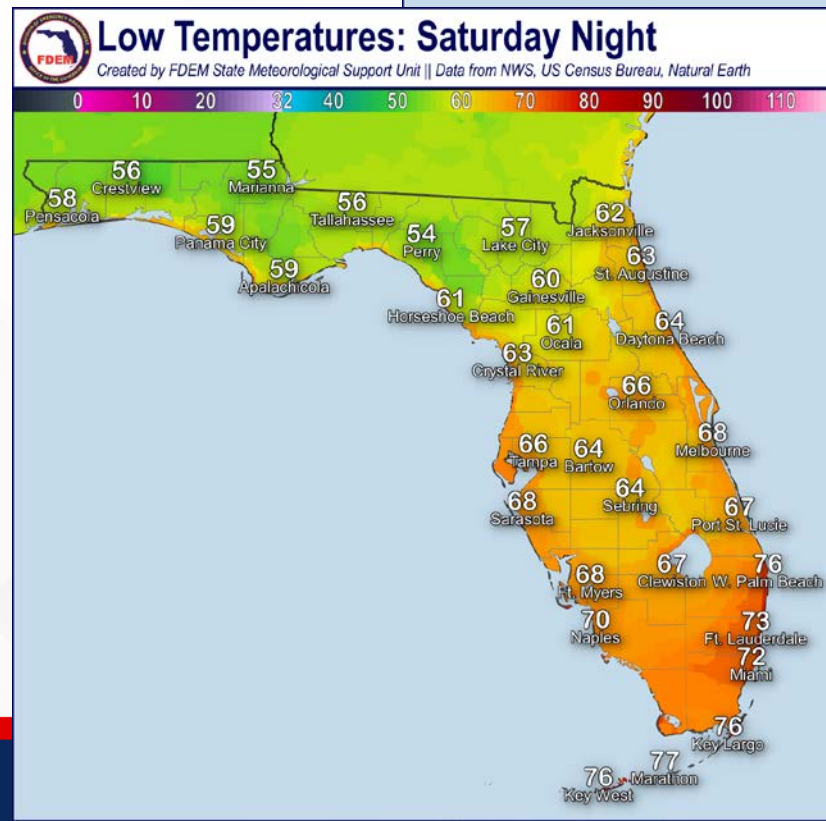 FDEM
Low Temperatures: Saturday Night
Created by FDEM State Meteorological Support Unit || Data from NWS, US Census Bureau, Natural Earth
0 10 20 32 40 50 60 70 80 90 100 110
56
Crestview
55
Marianna
58
Pensacola
56
Tallahassee
59
Panama City
54
Perry
57
Lake City
62
Jacksonville
63
St. Augustine
59
Apalachicola
60
Gainesville
61
Horseshoe Beach
61
Ocala
64
Daytona Beach
63
Crystal River
66
Orlando
66
Tampa
64
Bartow
68
Melbourne
68
Sarasota
64
Sebring
67
Port St. Lucie
68
Ft. Myers
67
Clewiston
76
W. Palm Beach
70
Naples
73
Ft. Lauderdale
72
Miami
76
Key Largo
77
Marathon
76
Key West